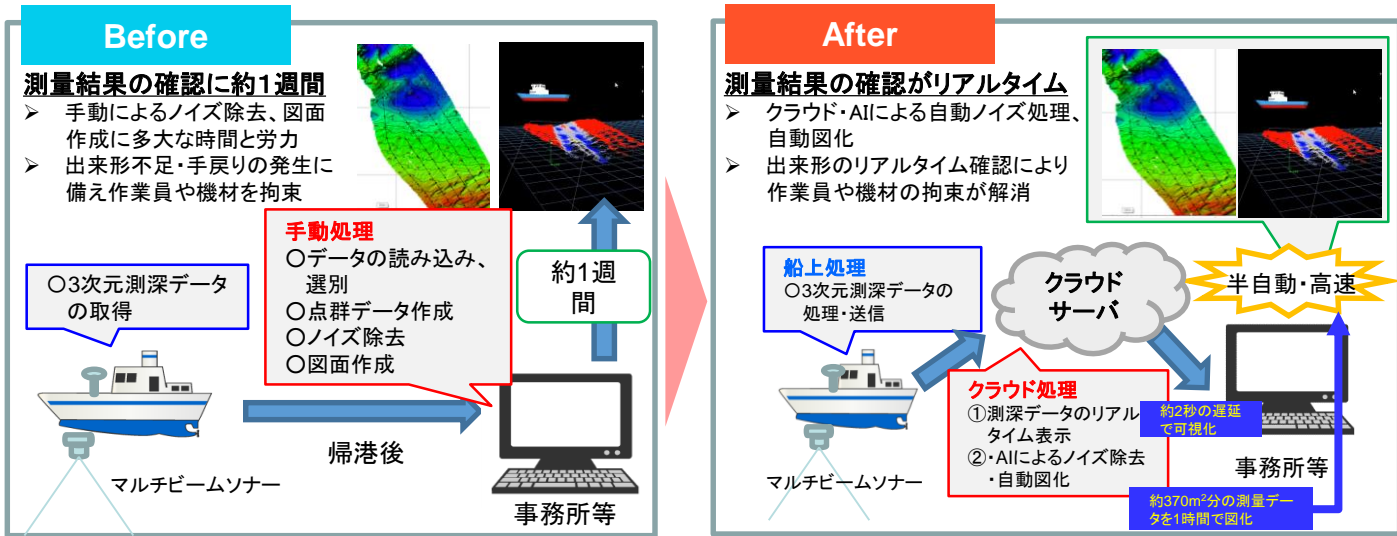 Before
測量結果の確認に約1週間
➢ 手動によるノイズ除去、図面
作成に多大な時間と労力
➢ 出来形不足・手戻りの発生に
備え作業員や機材を拘束
〇3次元測深データ
の取得
手動処理
〇データの読み込み、
選別
〇点群データ作成
〇ノイズ除去
〇図面作成
約1週
間
帰港後
マルチビームソナー
事務所等
After
測量結果の確認がリアルタイム
➢ クラウド・AIによる自動ノイズ処理、
自動図化
➢ 出来形のリアルタイム確認により
作業員や機材の拘束が解消
船上処理
〇3次元測深データの
処理・送信
クラウド
サーバ
半自動・高速
クラウド処理
①測深データのリアル
タイム表示
②・AIによるノイズ除去
・自動図化
約2秒の遅延
で可視化
マルチビームソナー
事務所等
約370m²分の測量デー
タを1時間で図化